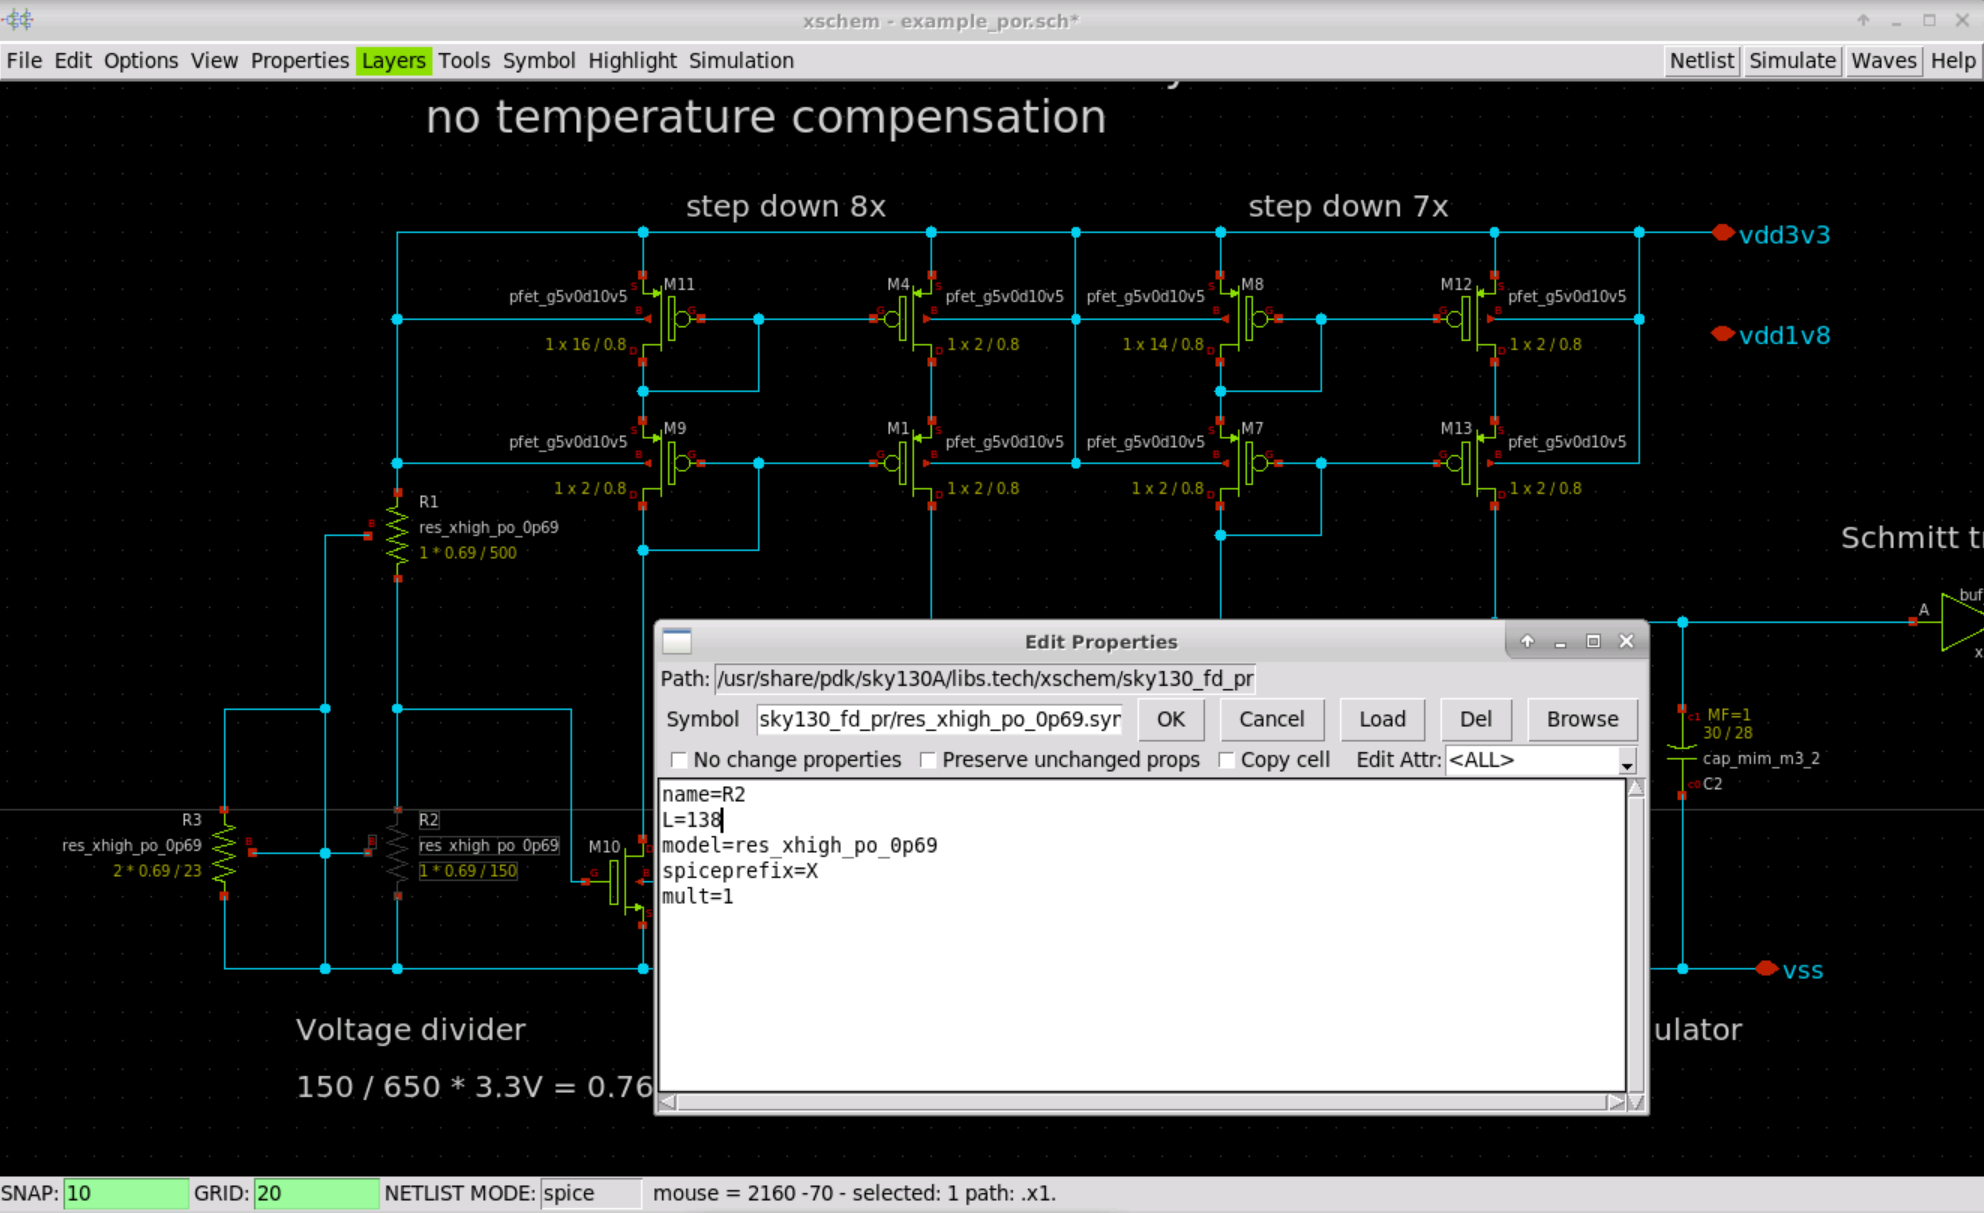 xschem - example_por.sch*
File Edit Options View Properties Layers Tools Symbol Highlight Simulation Netlist Simulate Waves Help
no temperature compensation
step down 8x
step down 7x
vdd3v3
vdd1v8
M11
pfet_g5v0d10v5
1 x 16 / 0.8
M4
pfet_g5v0d10v5
1 x 2 / 0.8
M8
pfet_g5v0d10v5
1 x 14 / 0.8
M12
pfet_g5v0d10v5
1 x 2 / 0.8
M9
pfet_g5v0d10v5
1 x 2 / 0.8
M1
pfet_g5v0d10v5
1 x 2 / 0.8
M7
pfet_g5v0d10v5
1 x 2 / 0.8
M13
pfet_g5v0d10v5
1 x 2 / 0.8
R1
res_xhigh_po_0p69
1 * 0.69 / 500
Schmitt
A
buf
x
Edit Properties
Path: /usr/share/pdk/sky130A/libs.tech/xschem/sky130_fd_pr
Symbol sky130_fd_pr/res_xhigh_po_0p69.syr OK Cancel Load Del Browse
No change properties Preserve unchanged props Copy cell Edit Attr: <ALL>
name=R2
L=138
model=res_xhigh_po_0p69
spiceprefix=X
mult=1
c1 MF=1
30 / 28
cap_mim_m3_2
c0 C2
R3
res_xhigh_po_0p69
2 * 0.69 / 23
R2
res_xhigh_po_0p69
1 * 0.69 / 150
M10
vss
Voltage divider
ulator
150 / 650 * 3.3V = 0.76
SNAP: 10 GRID: 20 NETLIST MODE: spice mouse = 2160 -70 - selected: 1 path: .x1.